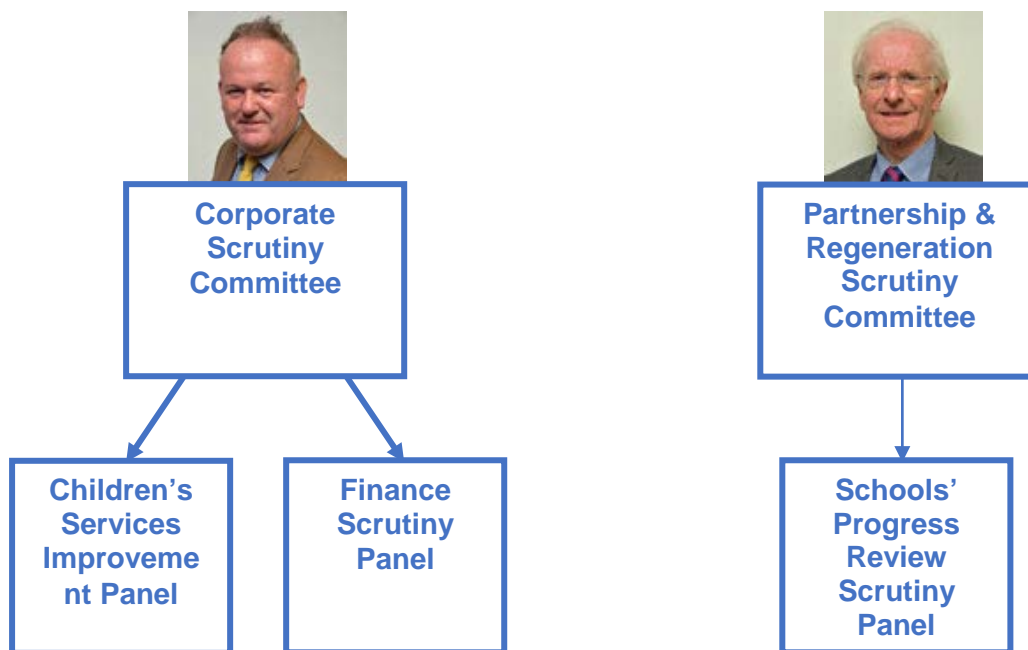 Corporate
Scrutiny
Committee
Partnership &
Regeneration
Scrutiny
Committee
Children’s
Services
Improveme
nt Panel
Finance
Scrutiny
Panel
Schools’
Progress
Review
Scrutiny
Panel